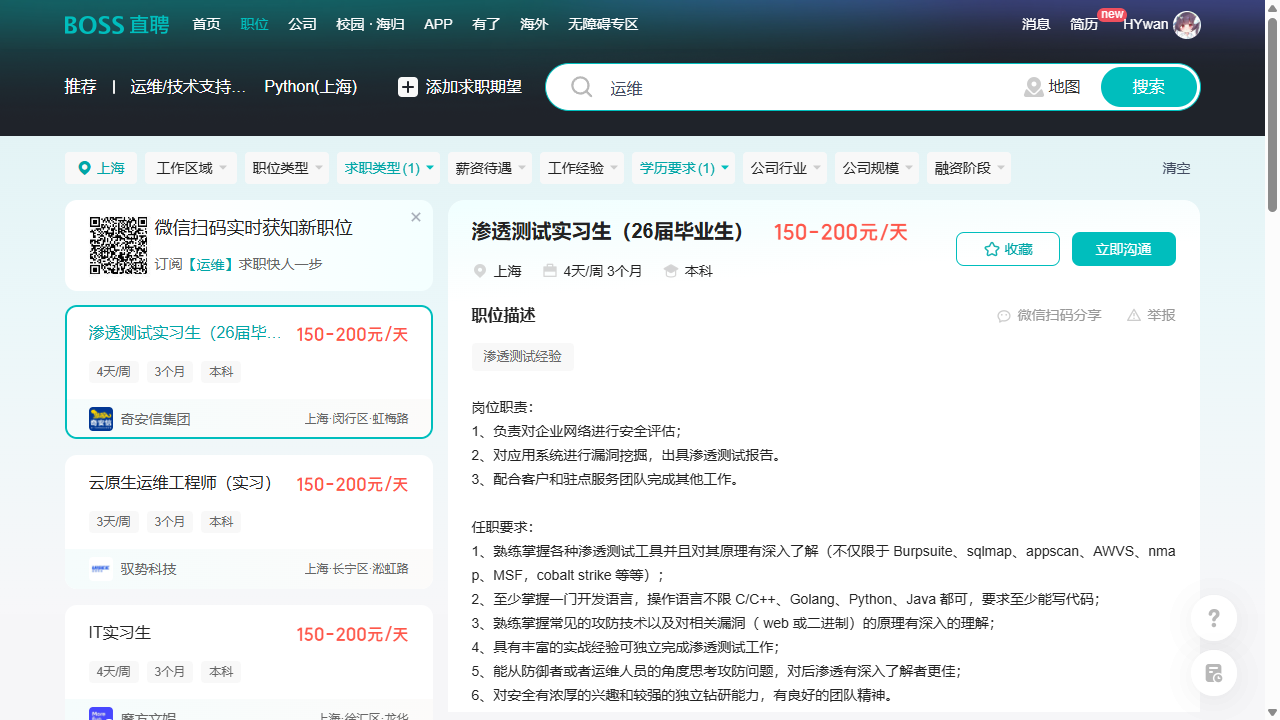 BOSS 直聘 首页 职位 公司 校园 · 海归 APP 有了 海外 无障碍专区 消息 简历 new HYwan
推荐 运维/技术支持... Python(上海) 添加求职期望 运维 地图 搜索
上海 工作区域 职位类型 求职类型(1) 薪资待遇 工作经验 学历要求(1) 公司行业 公司规模 融资阶段 清空
微信扫码实时获知新职位
订阅【运维】求职快人一步
渗透测试实习生（26届毕... 150-200元/天
4天/周 3个月 本科
奇安信
奇安信集团 上海·闵行区·虹梅路
云原生运维工程师（实习） 150-200元/天
3天/周 3个月 本科
驭势科技 上海·长宁区·淞虹路
IT实习生 150-200元/天
4天/周 3个月 本科
魔方文娱 上海·徐汇区·龙华
渗透测试实习生（26届毕业生） 150-200元/天
收藏 立即沟通
上海 4天/周 3个月 本科
职位描述 微信扫码分享 举报
渗透测试经验
岗位职责：
1、负责对企业网络进行安全评估；
2、对应用系统进行漏洞挖掘，出具渗透测试报告。
3、配合客户和驻点服务团队完成其他工作。
任职要求：
1、熟练掌握各种渗透测试工具并且对其原理有深入了解（不仅限于 Burpsuite、sqlmap、appscan、AWVS、nma
p、MSF，cobalt strike 等等）；
2、至少掌握一门开发语言，操作语言不限 C/C++、Golang、Python、Java 都可，要求至少能写代码；
3、熟练掌握常见的攻防技术以及对相关漏洞（ web 或二进制）的原理有深入的理解；
4、具有丰富的实战经验可独立完成渗透测试工作；
5、能从防御者或者运维人员的角度思考攻防问题，对后渗透有深入了解者更佳；
6、对安全有浓厚的兴趣和较强的独立钻研能力，有良好的团队精神。